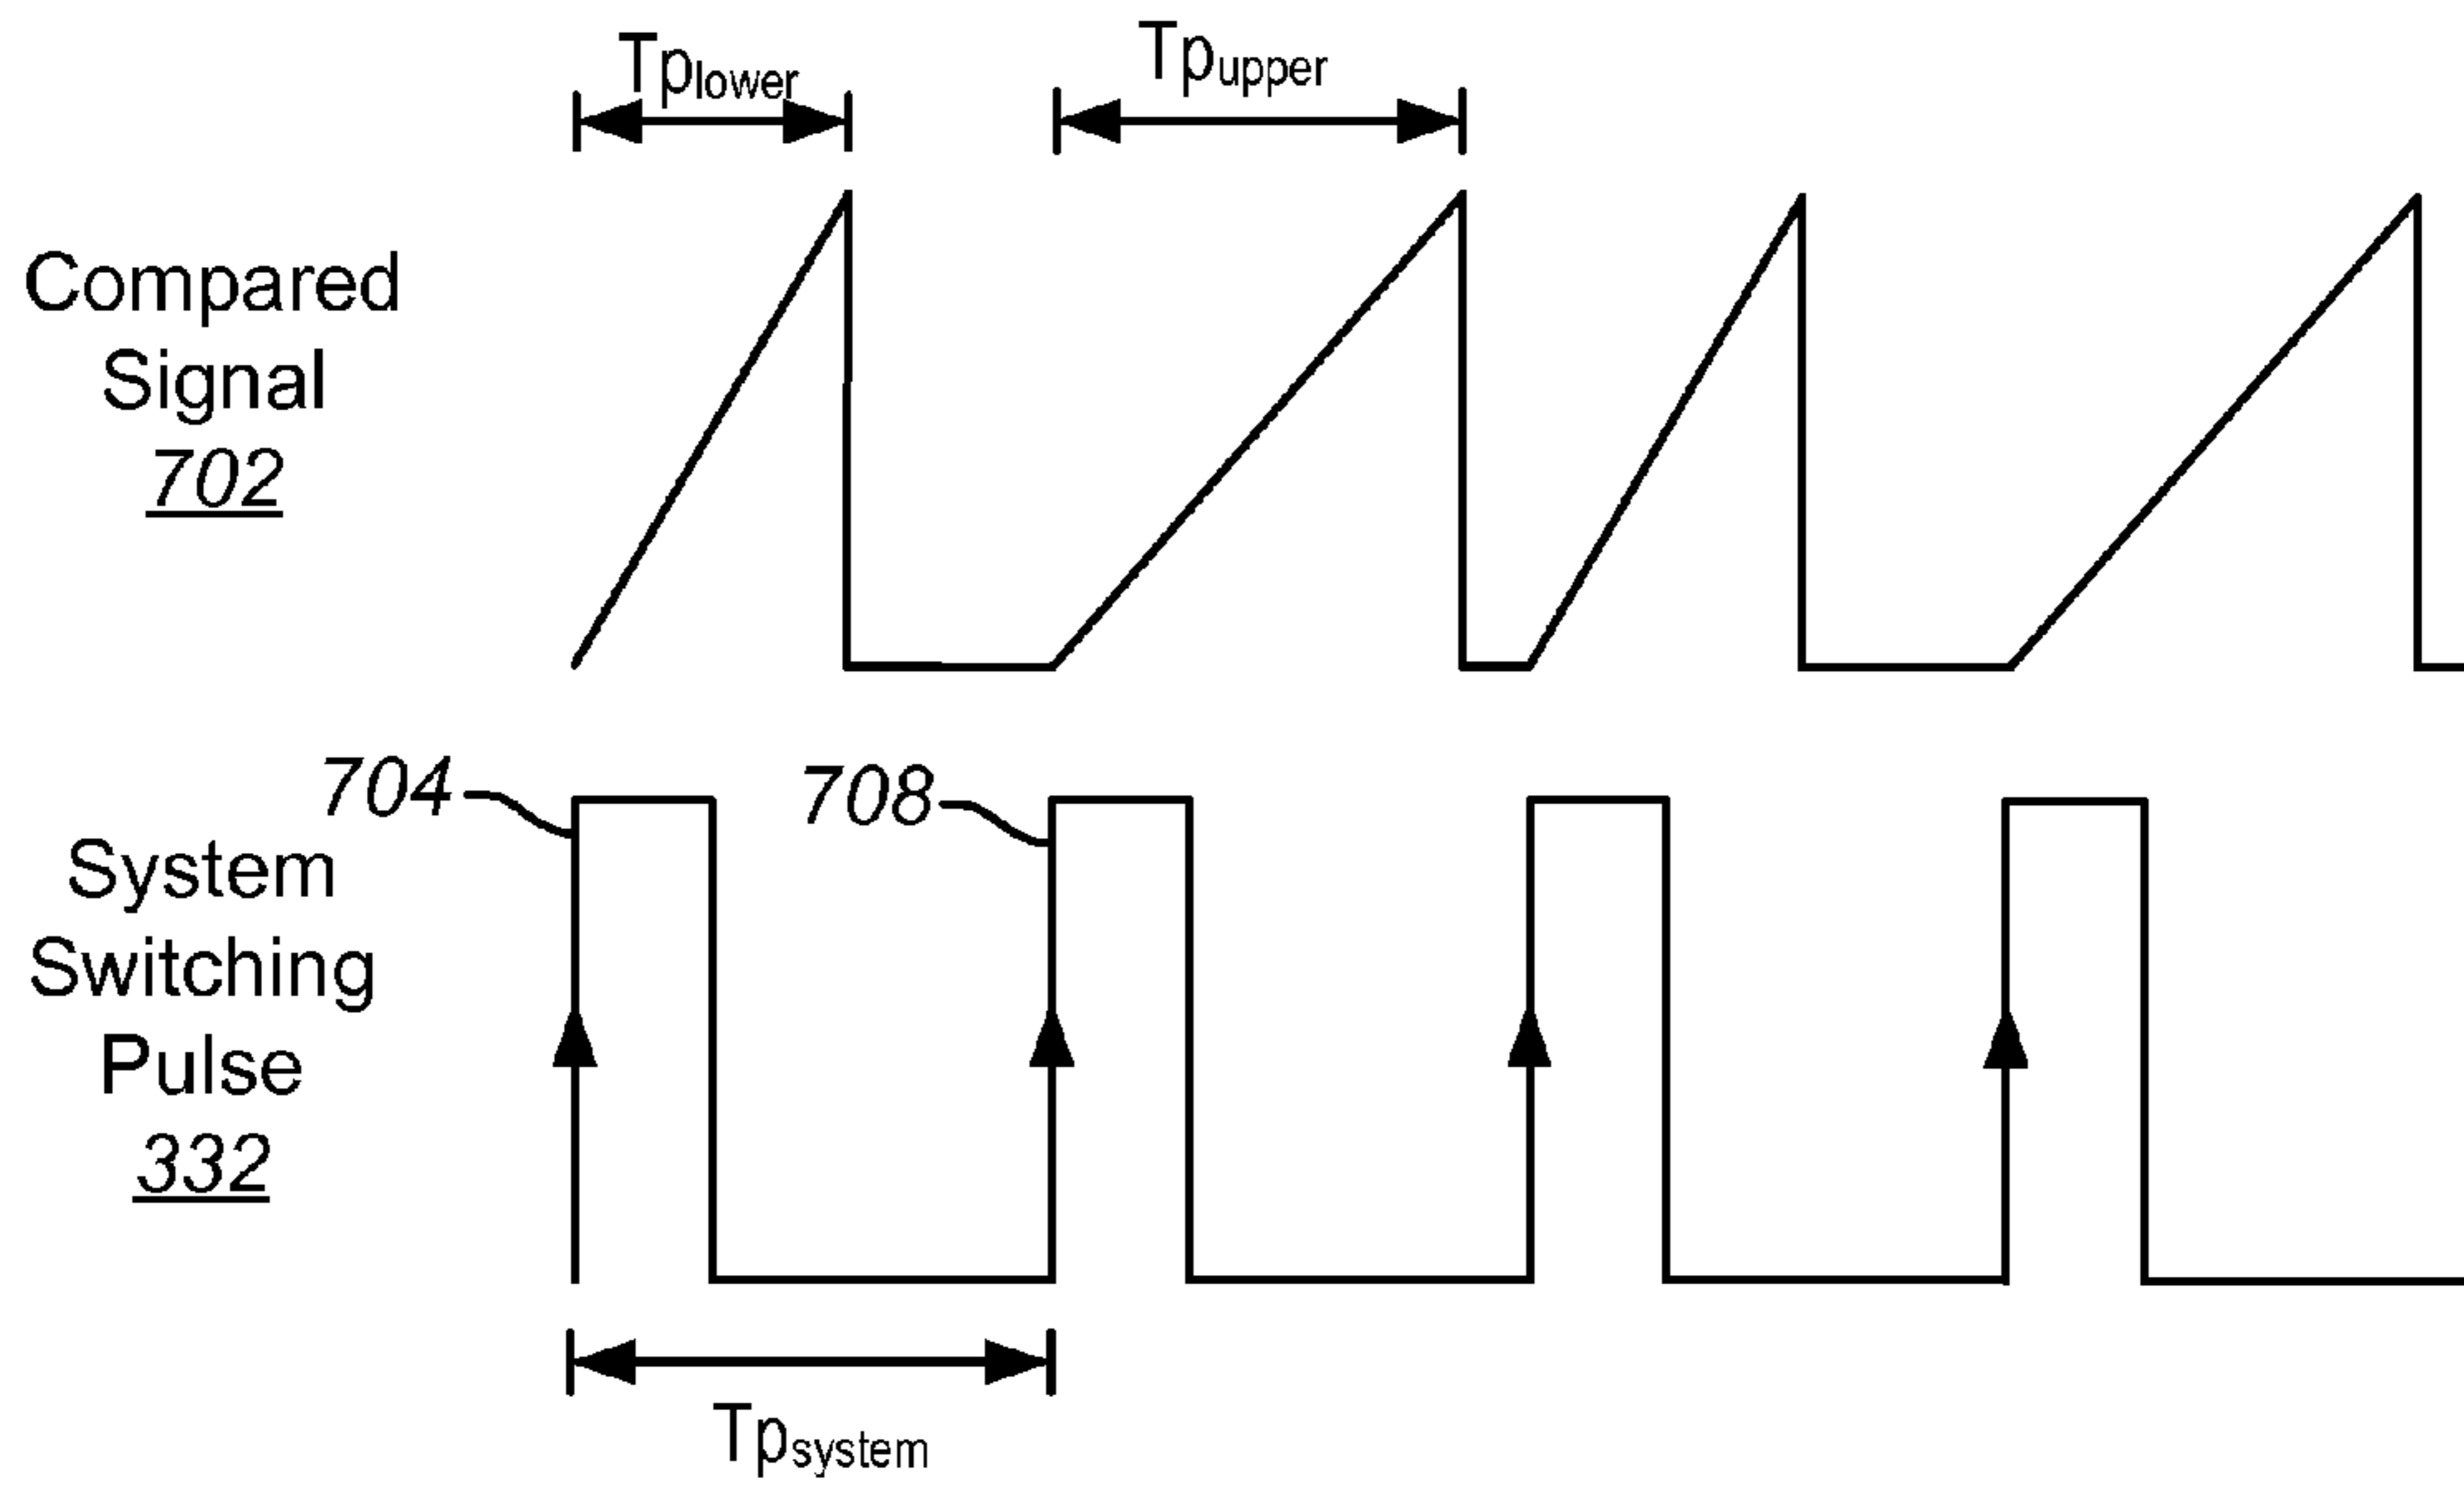 Tplower
Tpupper
Compared
Signal
702
704
708
System
Switching
Pulse
332
Tpsystem